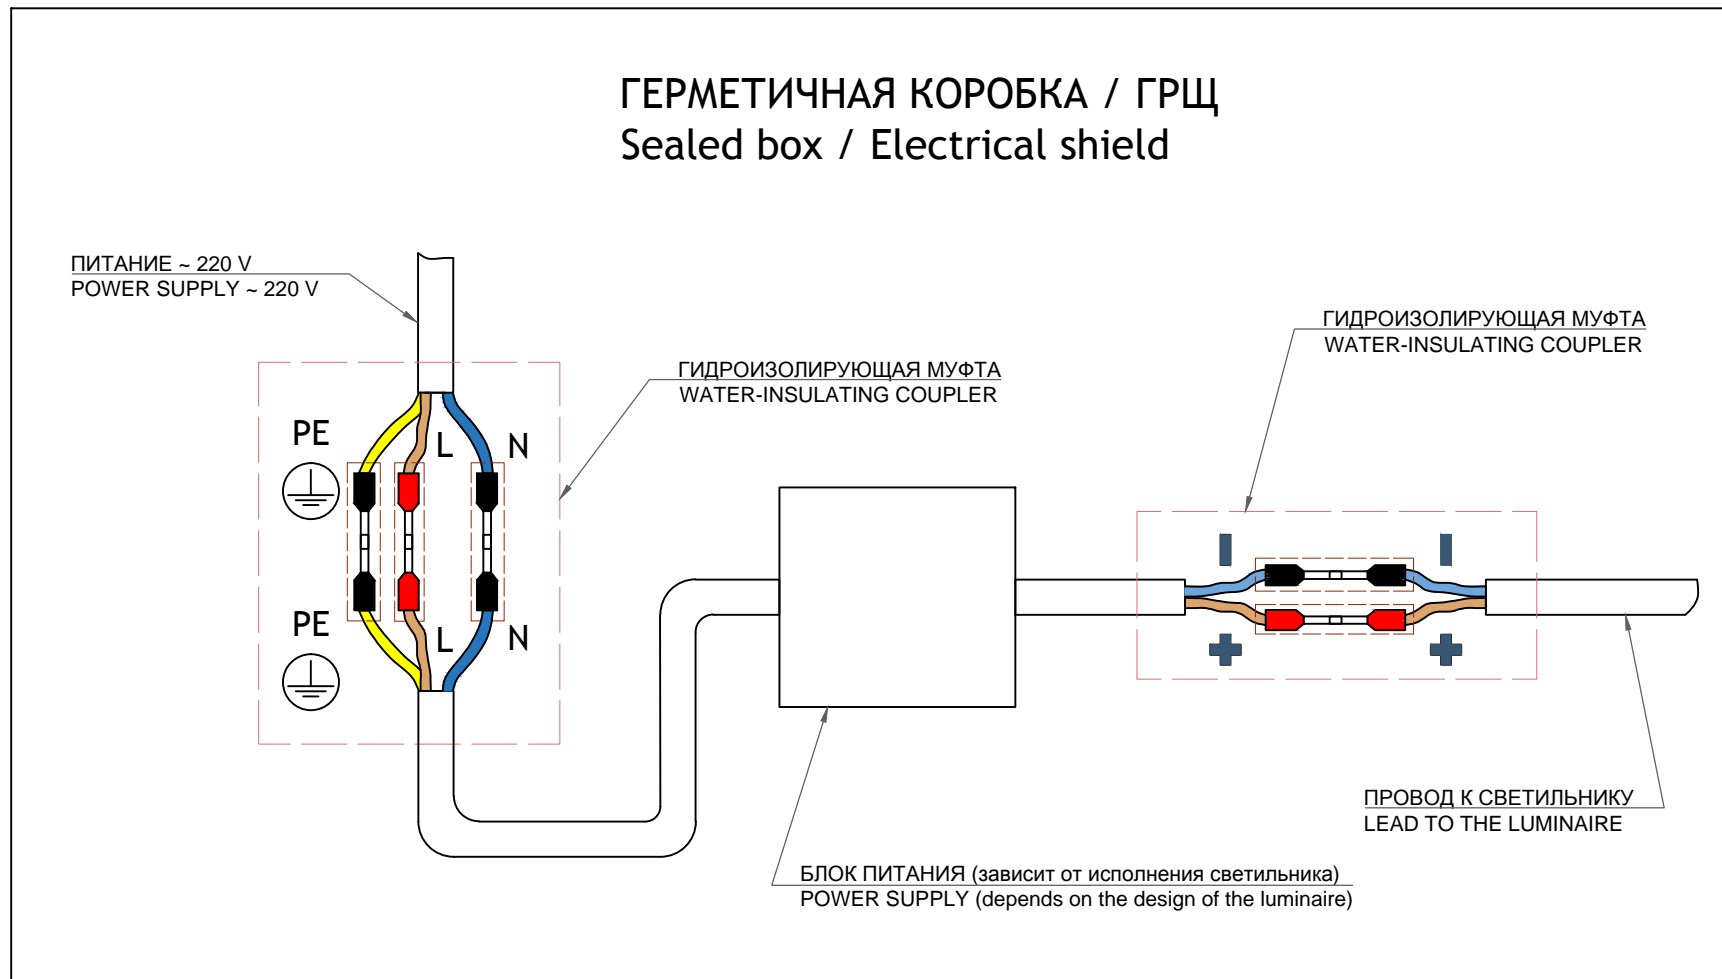 ГЕРМЕТИЧНАЯ КОРОБКА / ГРЩ
Sealed box / Electrical shield
ПИТАНИЕ ~ 220 V
POWER SUPPLY ~ 220 V
ГИДРОИЗОЛИРУЮЩАЯ МУФТА
WATER-INSULATING COUPLER
ГИДРОИЗОЛИРУЮЩАЯ МУФТА
WATER-INSULATING COUPLER
PE
L
N
PE
L
N
ПРОВОД К СВЕТИЛЬНИКУ
LEAD TO THE LUMINAIRE
БЛОК ПИТАНИЯ (зависит от исполнения светильника)
POWER SUPPLY (depends on the design of the luminaire)